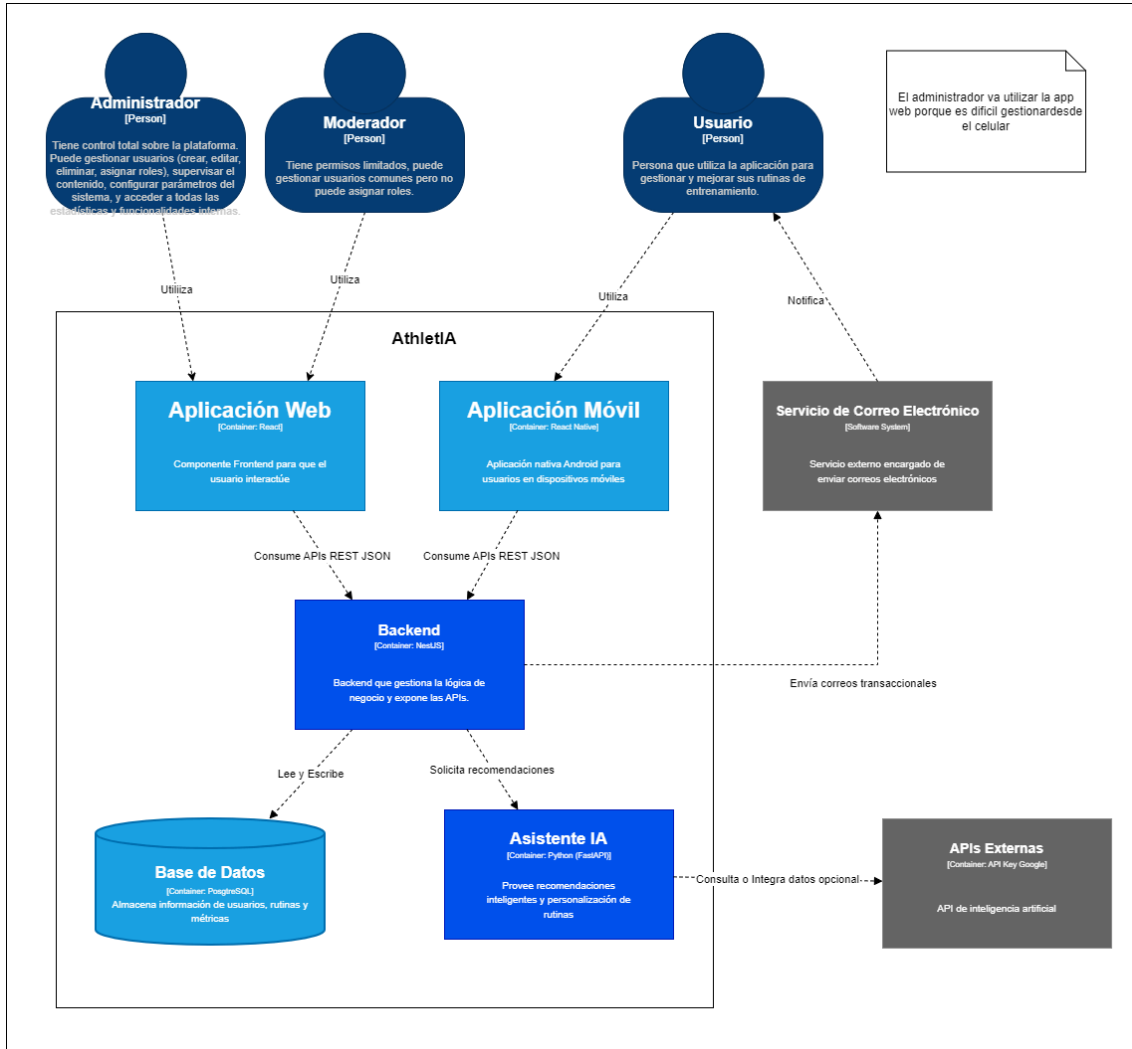 Administrador
[Person]
Tiene control total sobre la plataforma.
Puede gestionar usuarios (crear, editar,
eliminar, asignar roles), supervisar el
contenido, configurar parámetros del
sistema, y acceder a todas las
estadísticas y funcionalidades internas.
Moderador
[Person]
Tiene permisos limitados, puede
gestionar usuarios comunes pero no
puede asignar roles.
Usuario
[Person]
Persona que utiliza la aplicación para
gestionar y mejorar sus rutinas de
entrenamiento.
El administrador va utilizar la app
web porque es dificil gestionardesde
el celular
Utiliiza
Utiliza
Utiliza
Notifica
AthletIA
Aplicación Web
[Container: React]
Componente Frontend para que el
usuario interactúe
Aplicación Móvil
[Container: React Native]
Aplicación nativa Android para
usuarios en dispositivos móviles
Servicio de Correo Electrónico
[Software System]
Servicio externo encargado de
enviar correos electrónicos
Consume APIs REST JSON
Consume APIs REST JSON
Backend
[Container: NestJS]
Backend que gestiona la lógica de
negocio y expone las APIs.
Envía correos transaccionales
Lee y Escribe
Solicita recomendaciones
Base de Datos
[Container: PosgtreSQL]
Almacena información de usuarios, rutinas y
métricas
Asistente IA
[Container: Python (FastAPI)]
Provee recomendaciones
inteligentes y personalización de
rutinas
Consulta o Integra datos opcional
APIs Externas
[Container: API Key Google]
API de inteligencia artificial